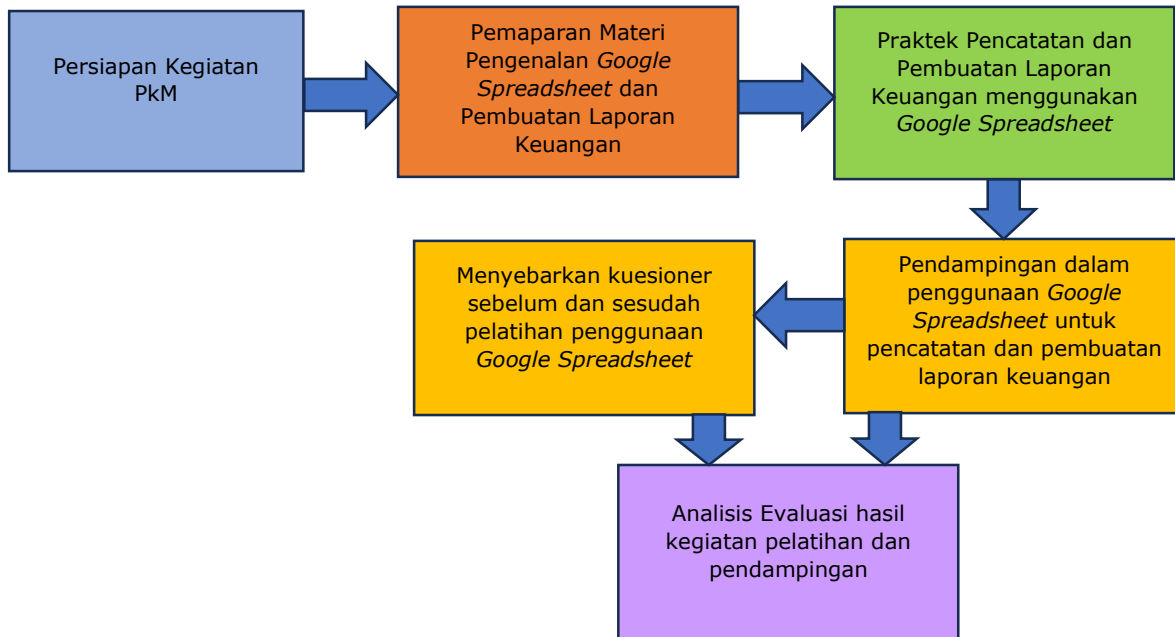 Persiapan Kegiatan
PkM
Pemaparan Materi
Pengenalan Google
Spreadsheet dan
Pembuatan Laporan
Keuangan
Praktek Pencatatan dan
Pembuatan Laporan
Keuangan menggunakan
Google Spreadsheet
Pendampingan dalam
penggunaan Google
Spreadsheet untuk
pencatatan dan pembuatan
laporan keuangan
Menyebarkan kuesioner
sebelum dan sesudah
pelatihan penggunaan
Google Spreadsheet
Analisis Evaluasi hasil
kegiatan pelatihan dan
pendampingan